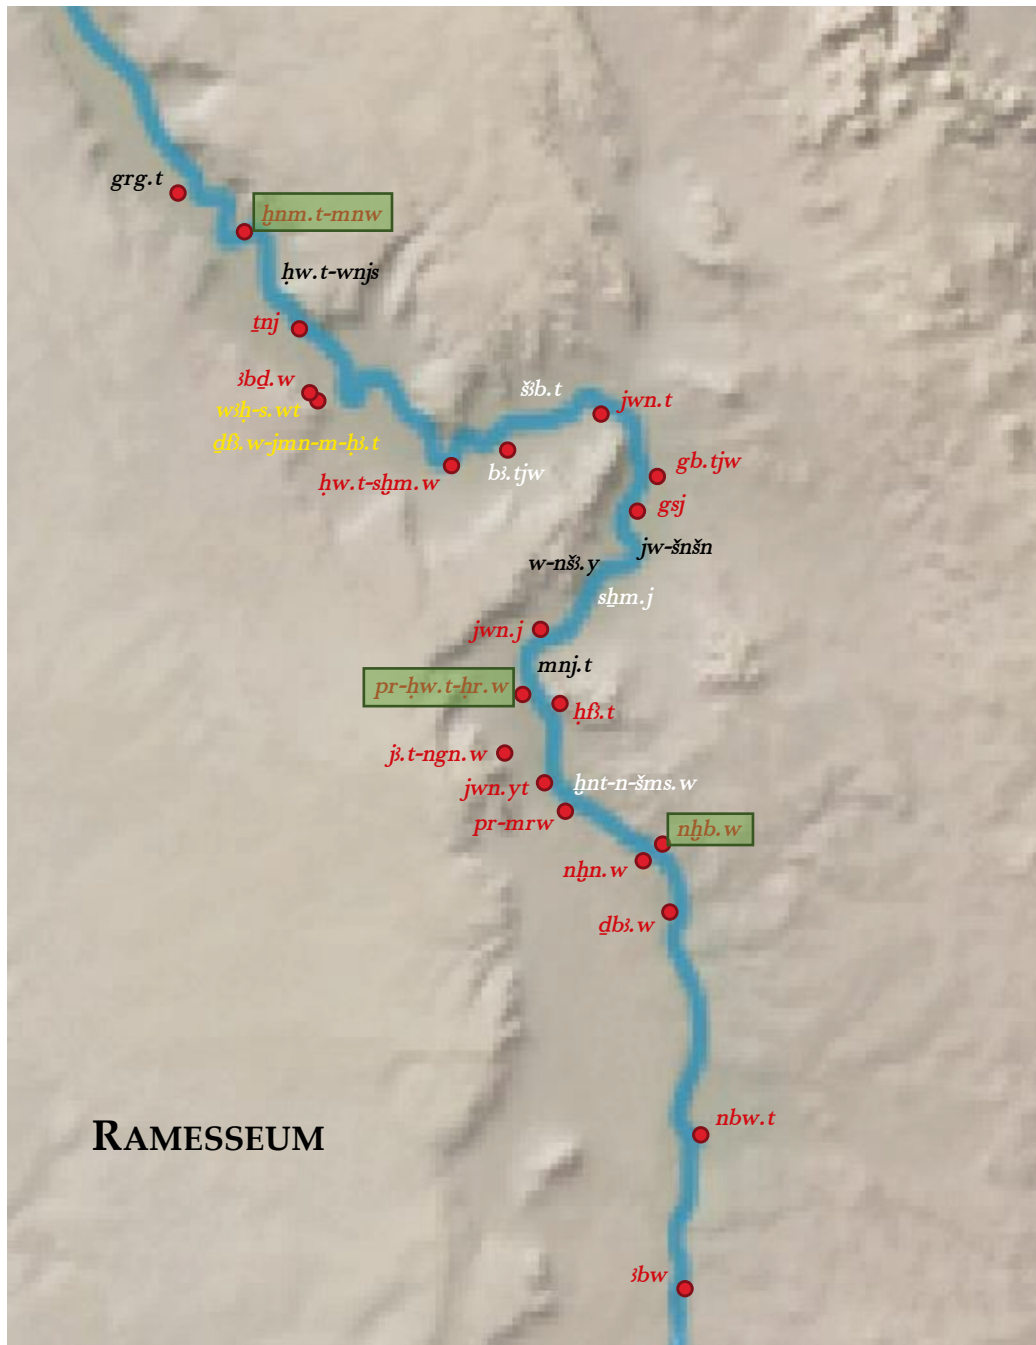 grg.t
ḫnm.t-mnw
ḥw.t-wnjs
ṯnj
ꜣbḏ.w
wꜣḥ-s.wt
ḏfꜣ.w-jmn-m-ḥꜣ.t
šꜣb.t
jwn.t
bꜣ.tjw
ḥw.t-sḫm.w
gb.tjw
gsj
jw-šnšn
w-nšꜣ.y
sẖm.j
jwn.j
mnj.t
pr-ḥw.t-ḥr.w
ḥfꜣ.t
jꜣ.t-ngn.w
jwn.yt
ḫnt-n-šms.w
pr-mrw
nḫb.w
nḫn.w
ḏbꜣ.w
RAMESSEUM
nbw.t
ꜣbw